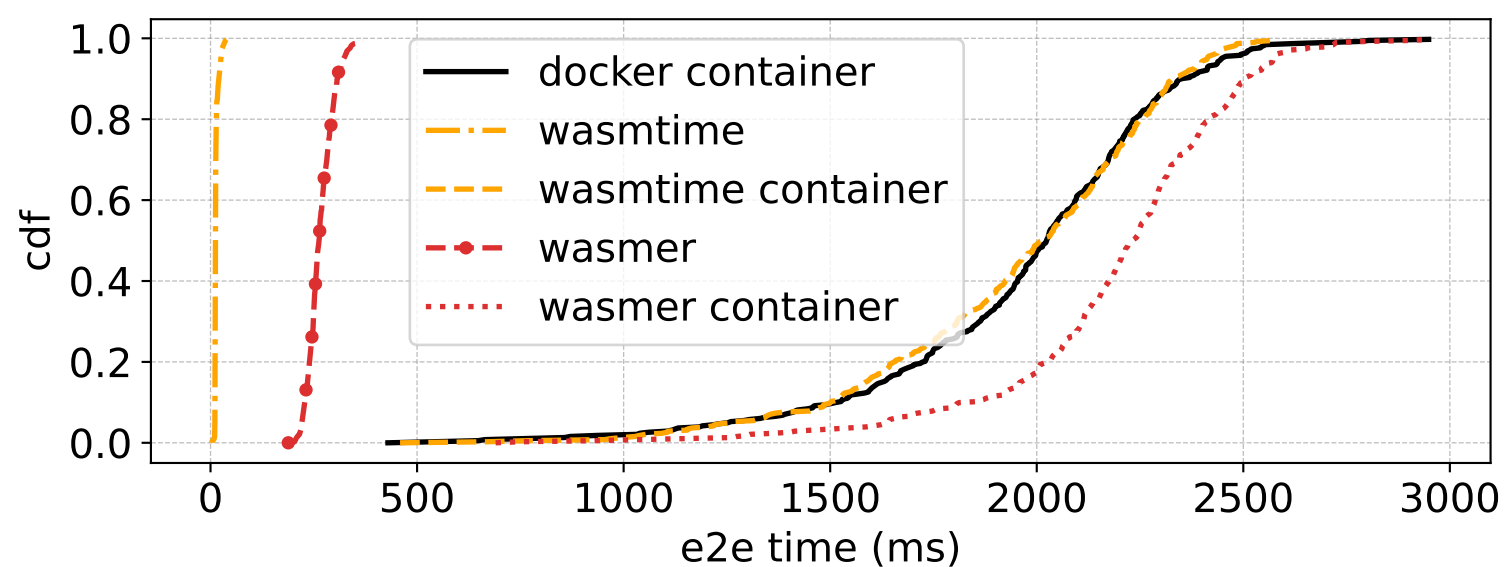 1.0
0.8
0.6
0.4
0.2
0.0
cdf
docker container
wasmtime
wasmtime container
wasmer
wasmer container
0 500 1000 1500 2000 2500 3000
e2e time (ms)